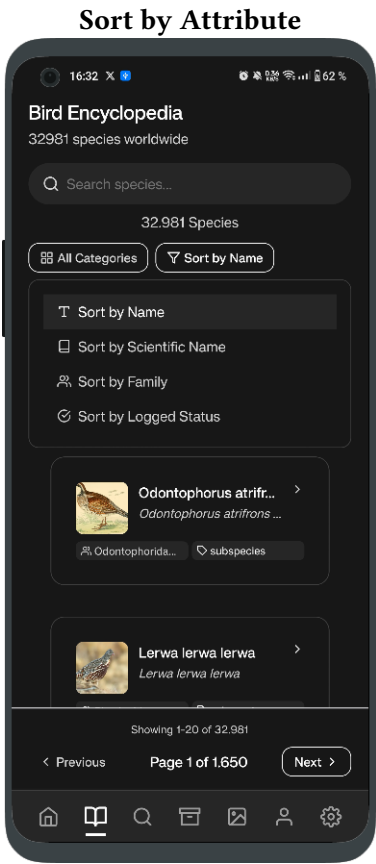 Sort by Attribute
16:32 X 0.36 KB/S 62 %
Bird Encyclopedia
32981 species worldwide
Search species...
32.981 Species
All Categories Sort by Name
Sort by Name
Sort by Scientific Name
Sort by Family
Sort by Logged Status
Odontophorus atrifr...
Odontophorus atrifrons ...
Odontophorida... subspecies
Lerwa lerwa lerwa
Lerwa lerwa lerwa
Showing 1-20 of 32.981
Previous Page 1 of 1.650 Next